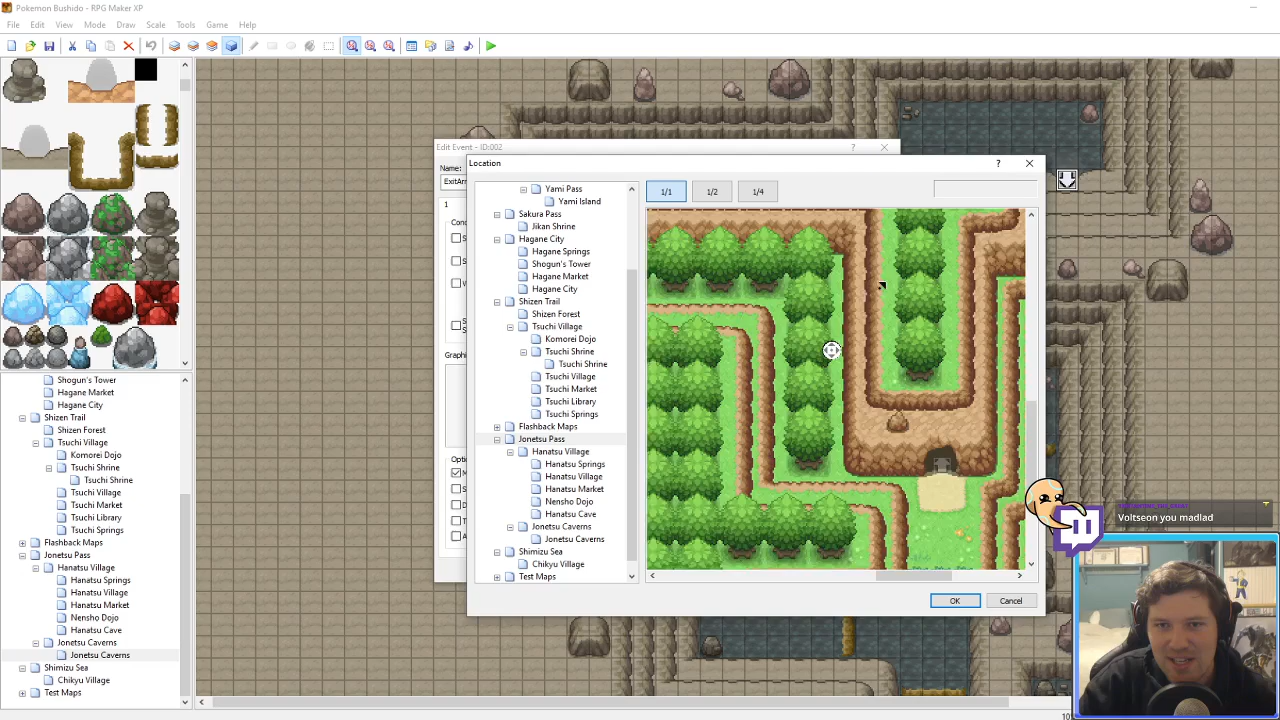 Pokemon Bushido - RPG Maker XP
File Edit View Mode Draw Scale Tools Game Help
Edit Event - ID:002
Name:
1
Location
1/1 1/2 1/4
Yami Pass
Yami Island
Sakura Pass
Jikan Shrine
Hagane City
Hagane Springs
Shogun's Tower
Hagane Market
Hagane City
Shizen Trail
Shizen Forest
Tsuchi Village
Komorei Dojo
Tsuchi Shrine
Tsuchi Shrine
Tsuchi Village
Tsuchi Market
Tsuchi Library
Tsuchi Springs
Flashback Maps
Jonetsu Pass
Hanatsu Village
Hanatsu Springs
Hanatsu Village
Hanatsu Market
Nensho Dojo
Hanatsu Cave
Jonetsu Caverns
Jonetsu Caverns
Shimizu Sea
Chikyu Village
Test Maps
OK Cancel
Shogun's Tower
Hagane Market
Hagane City
Shizen Trail
Shizen Forest
Tsuchi Village
Komorei Dojo
Tsuchi Shrine
Tsuchi Shrine
Tsuchi Village
Tsuchi Market
Tsuchi Library
Tsuchi Springs
Flashback Maps
Jonetsu Pass
Hanatsu Village
Hanatsu Springs
Hanatsu Village
Hanatsu Market
Nensho Dojo
Hanatsu Cave
Jonetsu Caverns
Jonetsu Caverns
Shimizu Sea
Chikyu Village
Test Maps
Voltseon you madlad